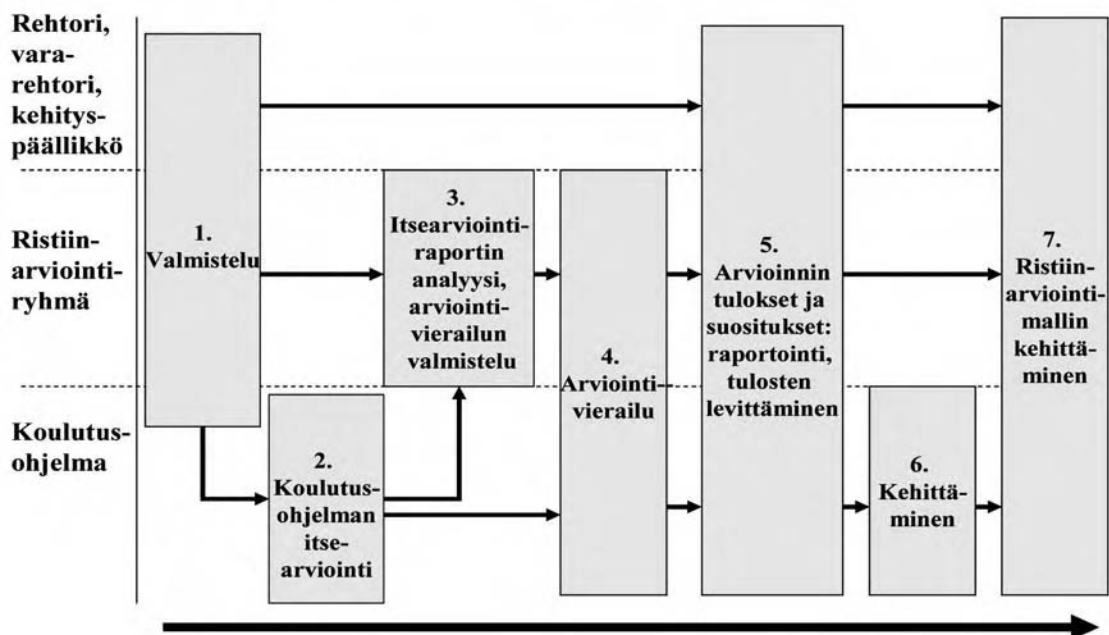 Rehtori,
vara-
rehtori,
kehitys-
päällikkö
Ristiin-
arviointi-
ryhmä
Koulutus-
ohjelma
1.
Valmistelu
2.
Koulutus-
ohjelman
itse-
arviointi
3.
Itsearviointi-
raportin
analyysi,
arviointi-
vierailun
valmistelu
4.
Arviointi--
vierailu
5.
Arvioinnin
tulokset ja
suositukset:
raportointi,
tulosten
levittäminen
6.
Kehittä-
minen
7.
Ristiin-
arviointi-
mallin
kehittä-
minen